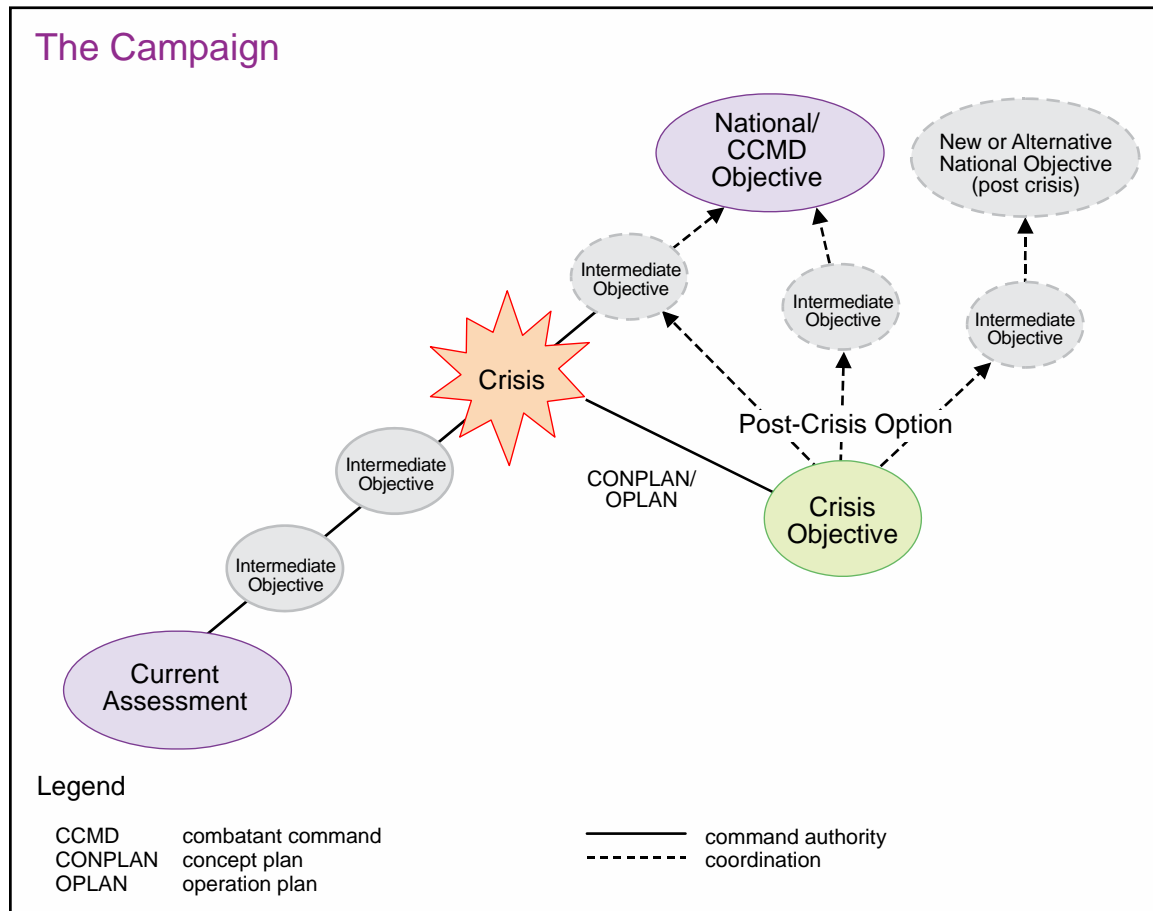 The Campaign
National/
CCMD
Objective
New or Alternative
National Objective
(post crisis)
Intermediate
Objective
Intermediate
Objective
Intermediate
Objective
Crisis
Post-Crisis Option
Intermediate
Objective
CONPLAN/
OPLAN
Crisis
Objective
Intermediate
Objective
Current
Assessment
Legend
CCMD combatant command
CONPLAN concept plan
OPLAN operation plan
command authority
coordination